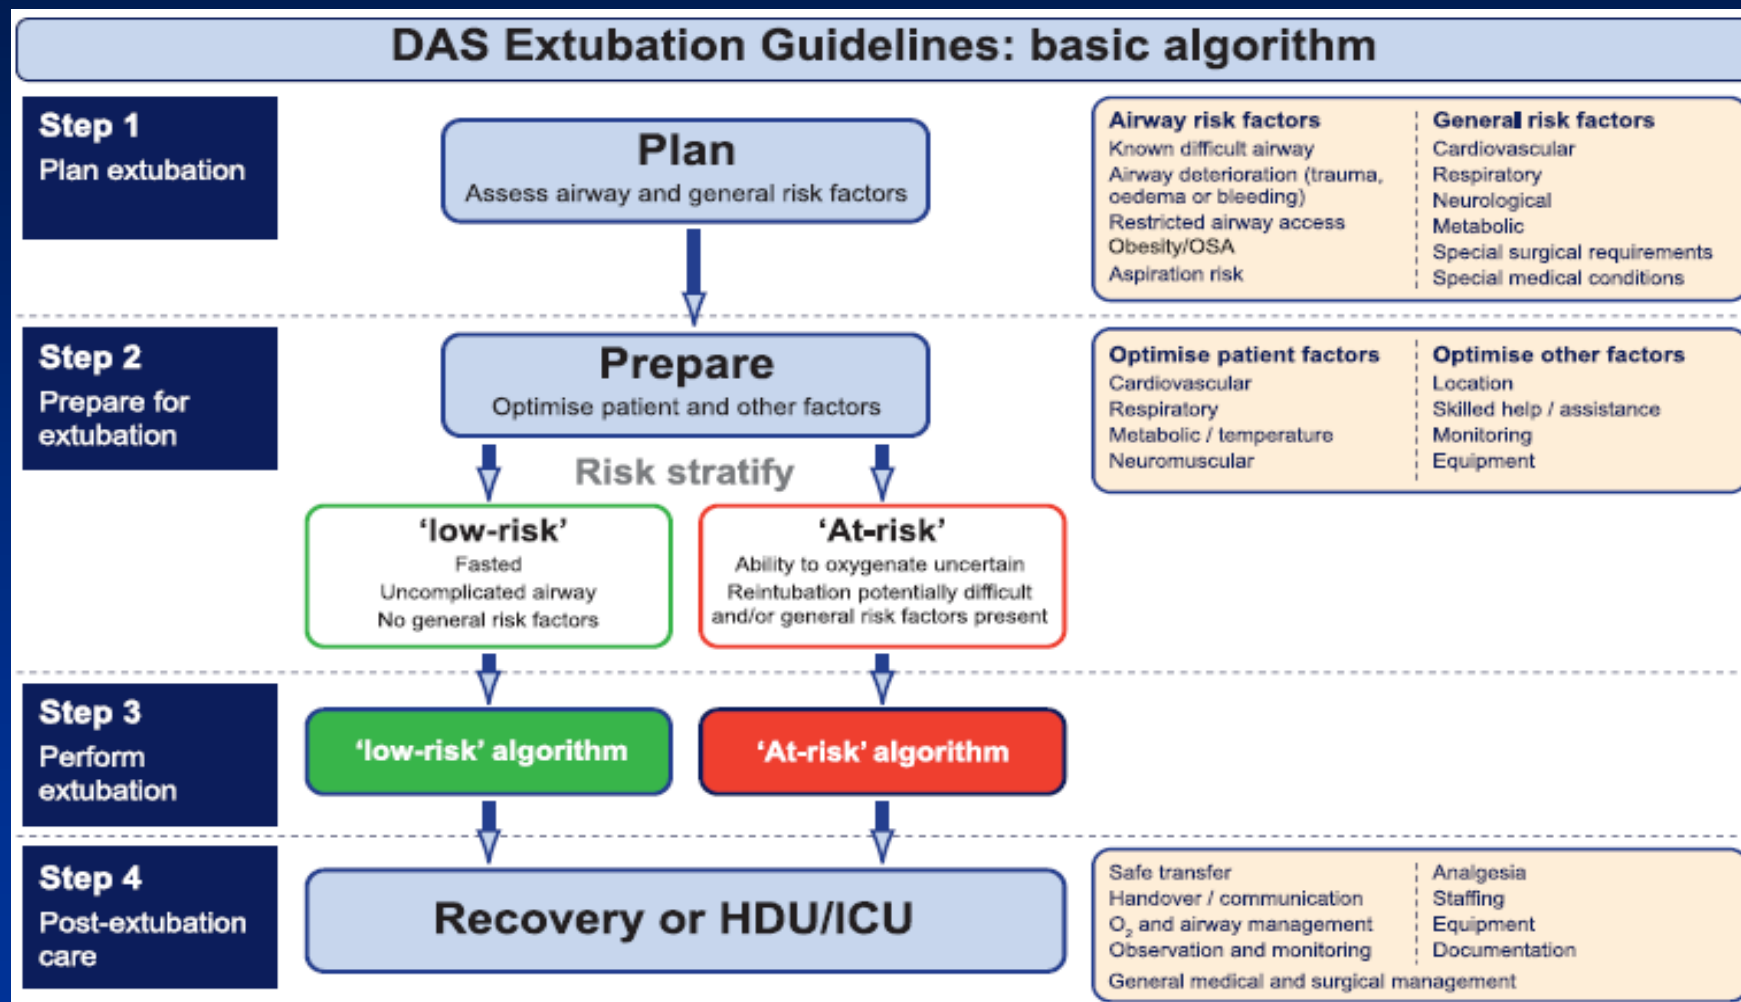 DAS Extubation Guidelines: basic algorithm
Step 1
Plan extubation
Plan
Assess airway and general risk factors
Airway risk factors
Known difficult airway
Airway deterioration (trauma,
oedema or bleeding)
Restricted airway access
Obesity/OSA
Aspiration risk
General risk factors
Cardiovascular
Respiratory
Neurological
Metabolic
Special surgical requirements
Special medical conditions
Step 2
Prepare for
extubation
Prepare
Optimise patient and other factors
Optimise patient factors
Cardiovascular
Respiratory
Metabolic / temperature
Neuromuscular
Optimise other factors
Location
Skilled help / assistance
Monitoring
Equipment
Risk stratify
‘low-risk’
Fasted
Uncomplicated airway
No general risk factors
‘At-risk’
Ability to oxygenate uncertain
Reintubation potentially difficult
and/or general risk factors present
Step 3
Perform
extubation
‘low-risk’ algorithm
‘At-risk’ algorithm
Step 4
Post-extubation
care
Recovery or HDU/ICU
Safe transfer
Handover / communication
O₂ and airway management
Observation and monitoring
General medical and surgical management
Analgesia
Staffing
Equipment
Documentation